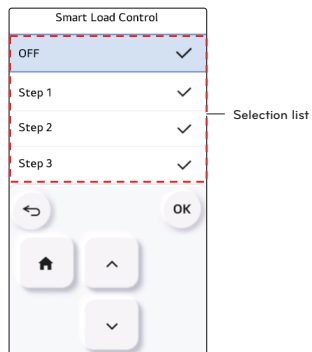 Smart Load Control
OFF
Step 1
Step 2
Selection list
Step 3
OK